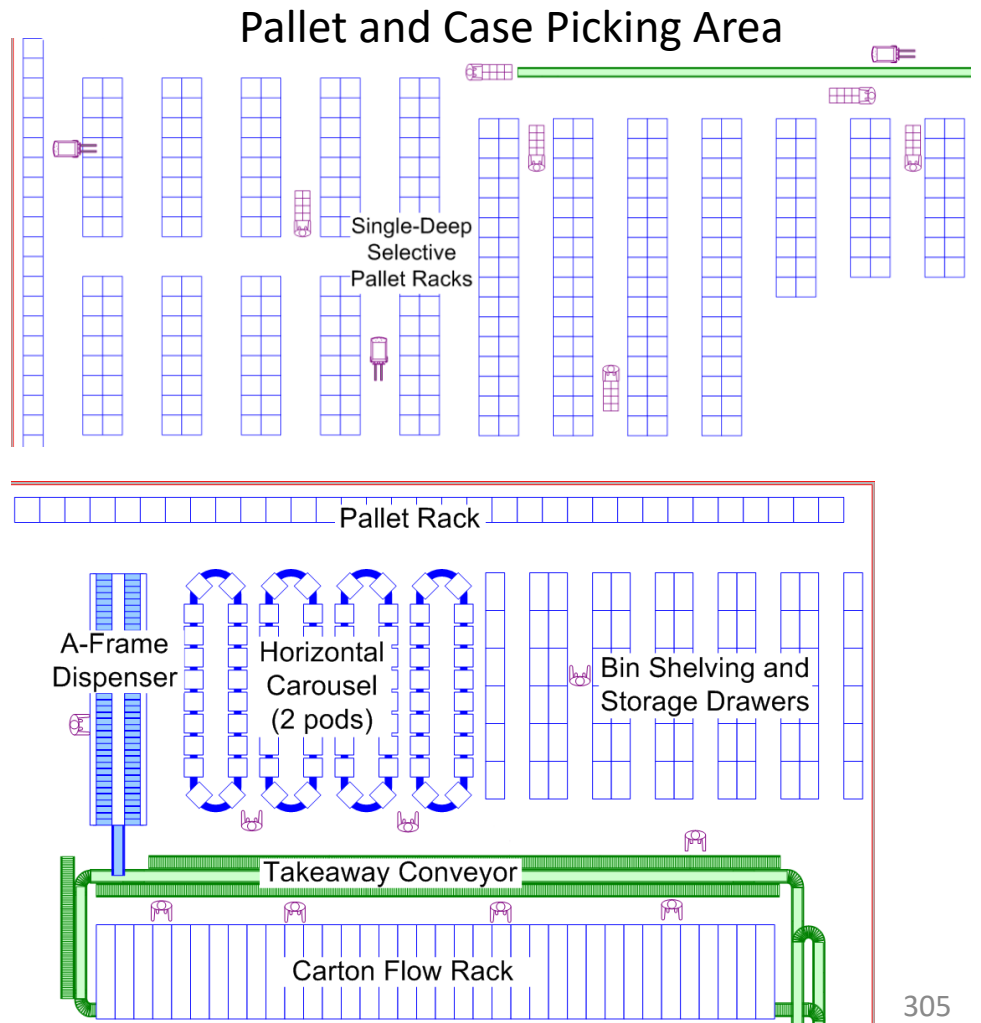 Pallet and Case Picking Area
Single-Deep
Selective
Pallet Racks
Pallet Rack
A-Frame
Dispenser
Horizontal
Carousel
(2 pods)
Bin Shelving and
Storage Drawers
Takeaway Conveyor
Carton Flow Rack
305